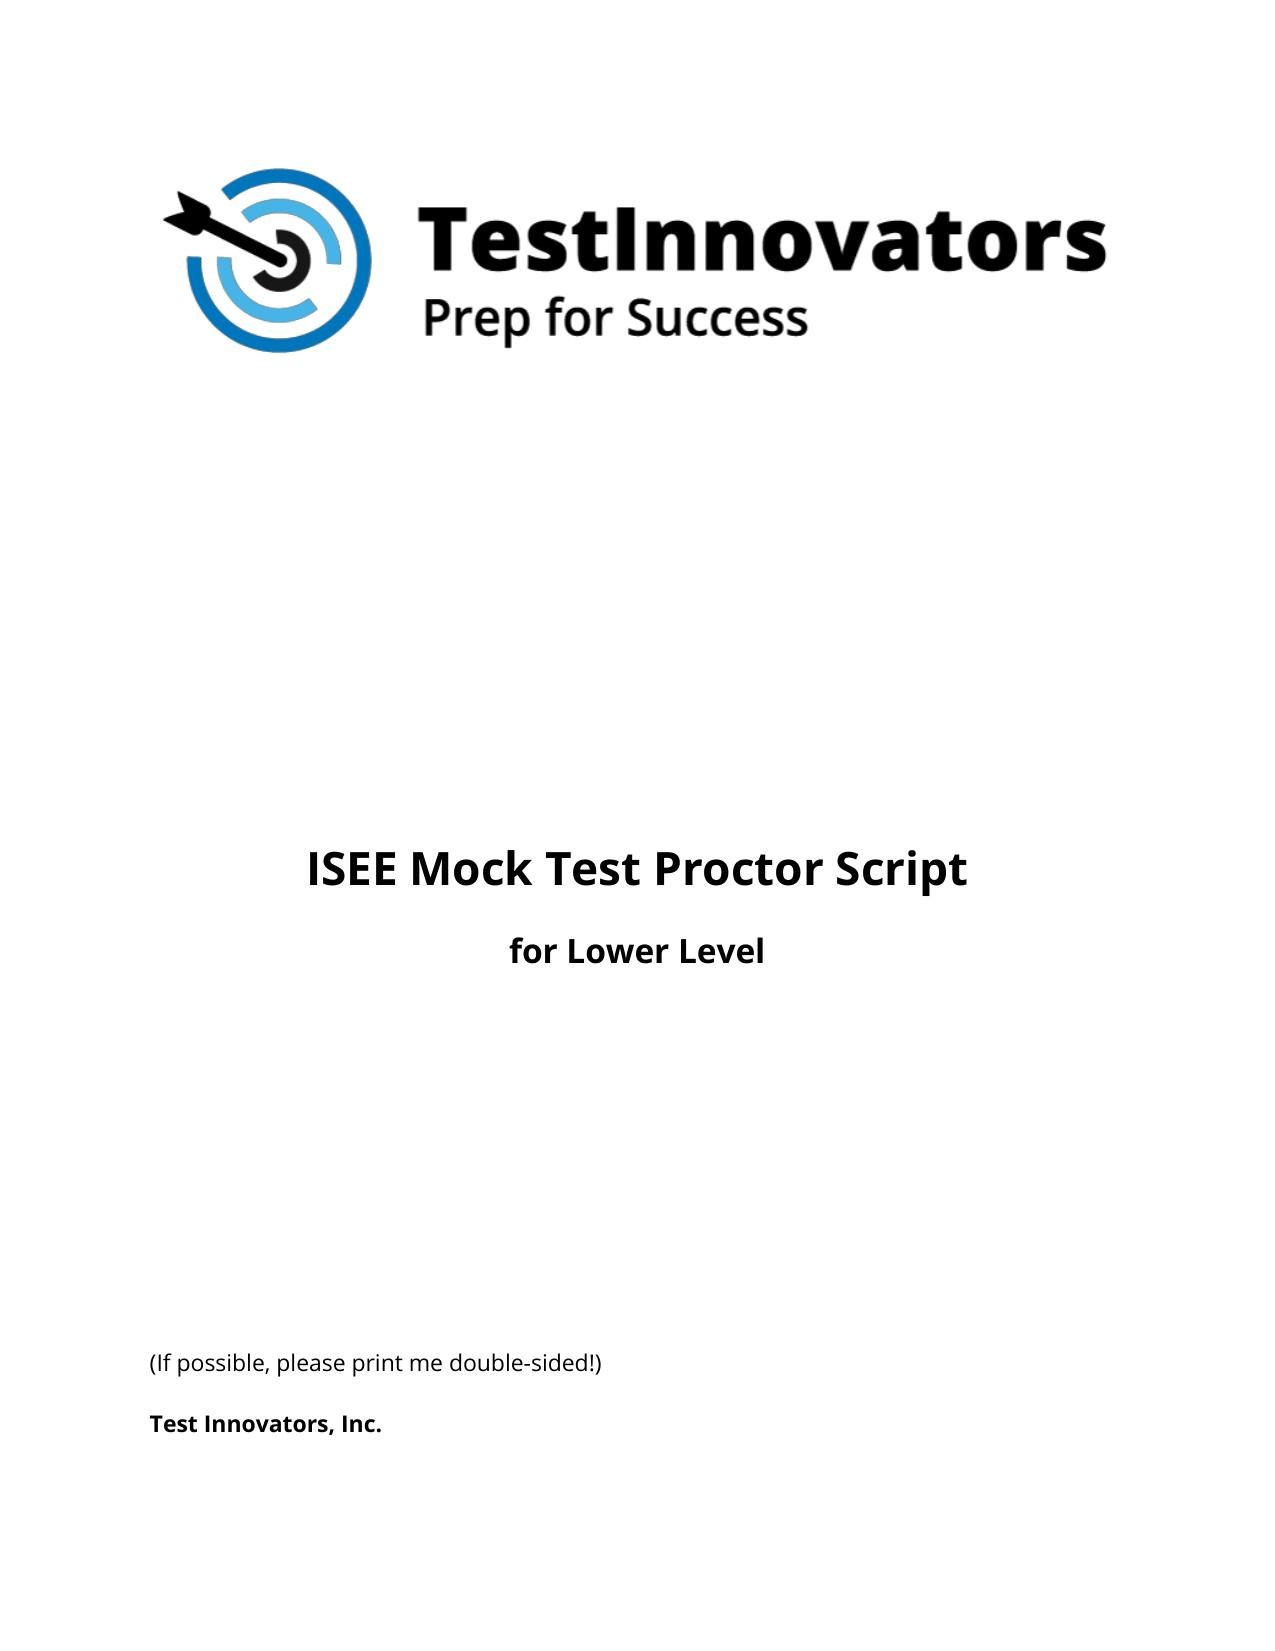 TestInnovators
Prep for Success
ISEE Mock Test Proctor Script
for Lower Level
(If possible, please print me double-sided!)
Test Innovators, Inc.